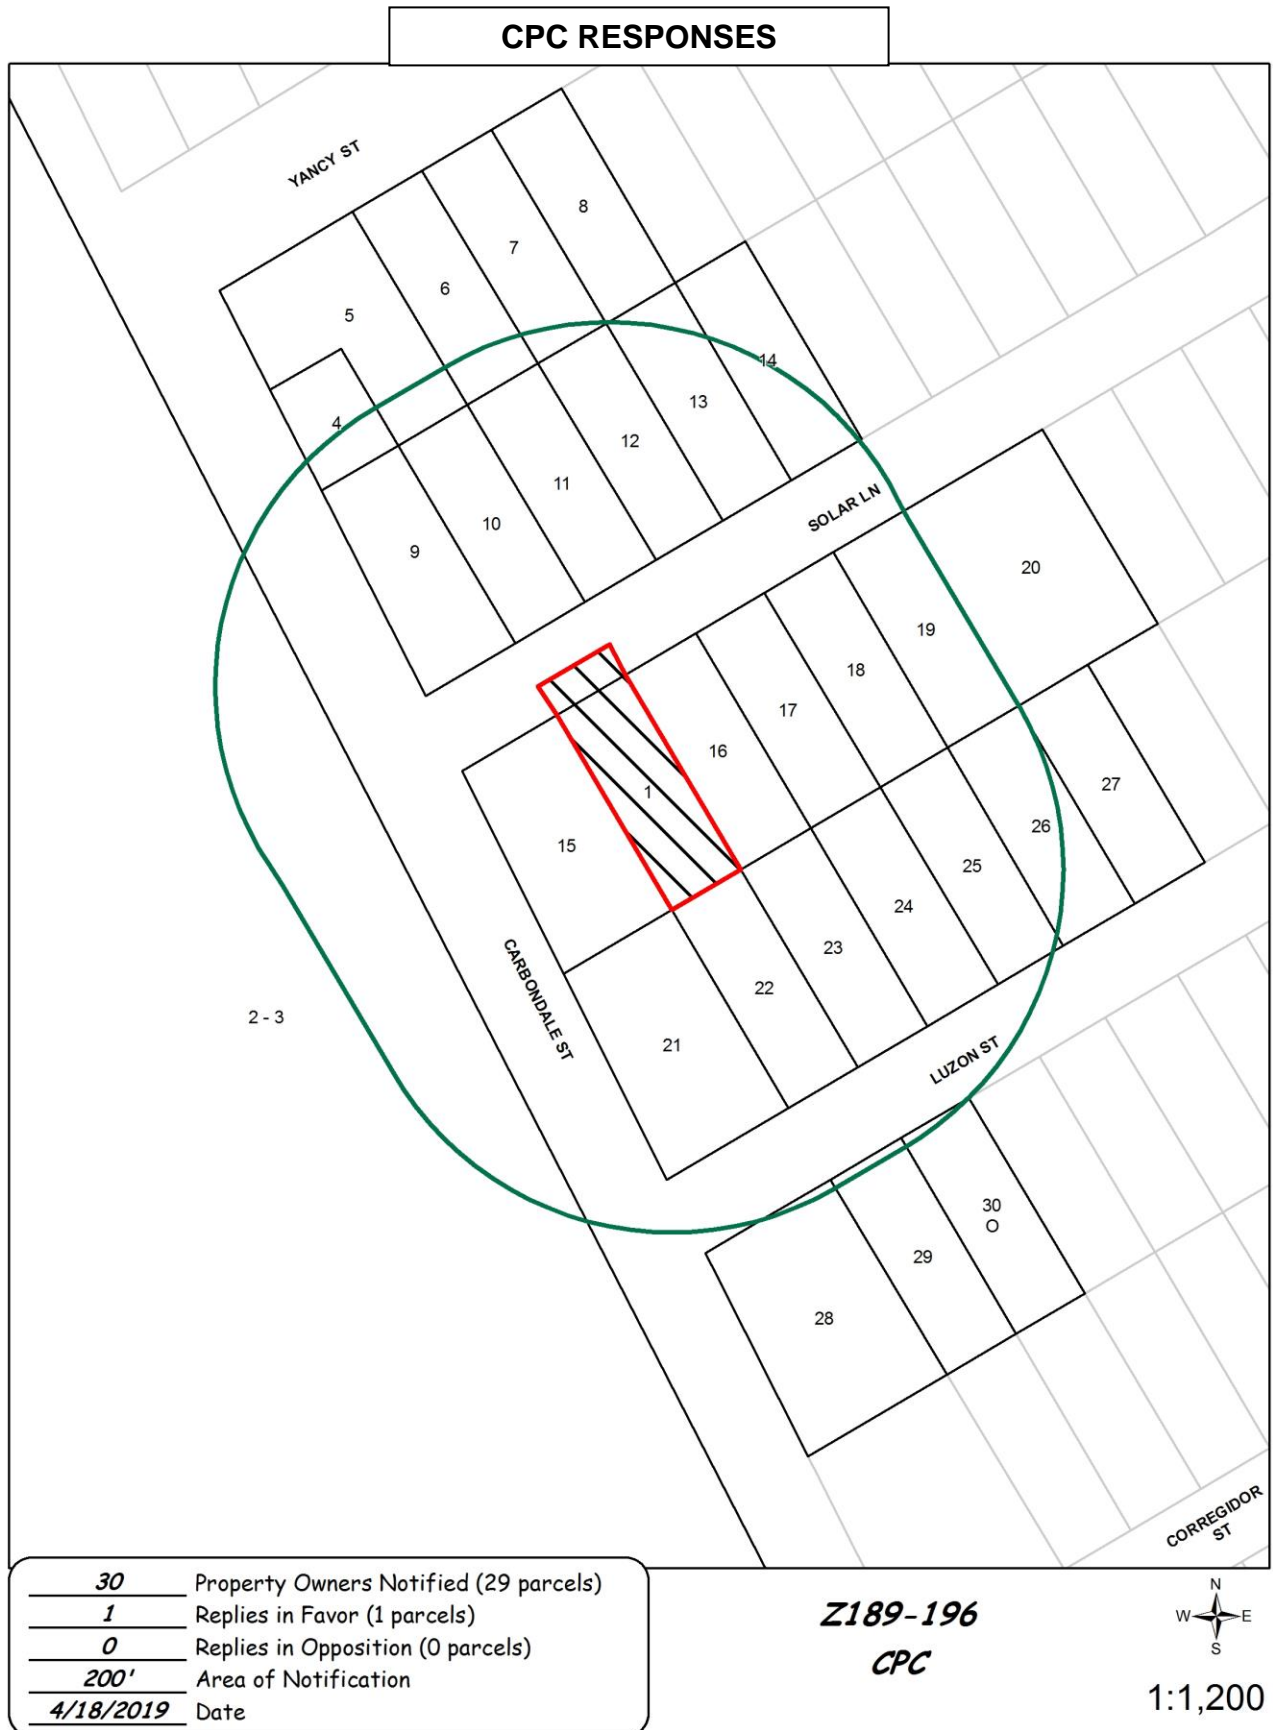 CPC RESPONSES
YANCY ST
8
7
6
5
14
13
4
12
11
SOLAR LN
10
9
20
19
18
17
16
27
1
26
15
25
24
23
CARBONDALE ST
22
2 - 3
21
LUZON ST
30
O
29
28
CORREGIDOR
ST
30 Property Owners Notified (29 parcels)
1 Replies in Favor (1 parcels)
0 Replies in Opposition (0 parcels)
200' Area of Notification
4/18/2019 Date
Z189-196
CPC
N
W E
S
1:1,200